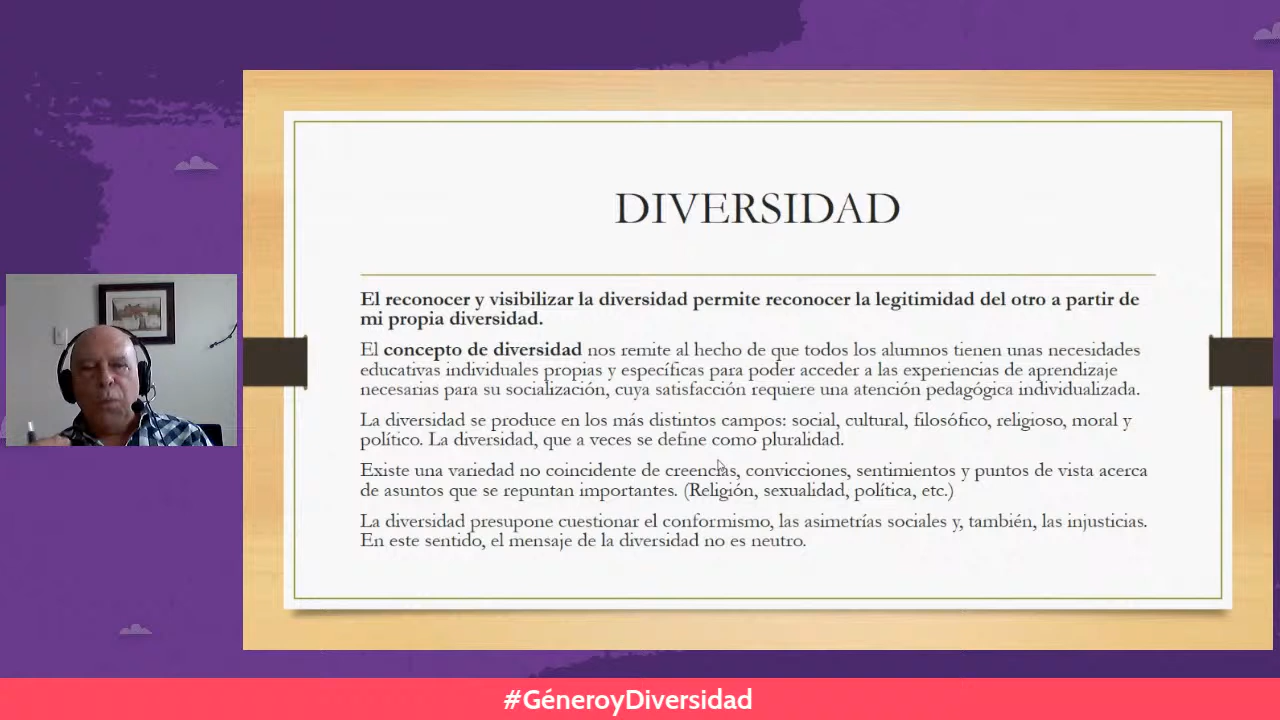 DIVERSIDAD
El reconocer y visibilizar la diversidad permite reconocer la legitimidad del otro a partir de
mi propia diversidad.
El concepto de diversidad nos remite al hecho de que todos los alumnos tienen unas necesidades
educativas individuales propias y específicas para poder acceder a las experiencias de aprendizaje
necesarias para su socialización, cuya satisfacción requiere una atención pedagógica individualizada.
La diversidad se produce en los más distintos campos: social, cultural, filosófico, religioso, moral y
político. La diversidad, que a veces se define como pluralidad.
Existe una variedad no coincidente de creencias, convicciones, sentimientos y puntos de vista acerca
de asuntos que se repuntan importantes. (Religión, sexualidad, política, etc.)
La diversidad presupone cuestionar el conformismo, las asimetrías sociales y, también, las injusticias.
En este sentido, el mensaje de la diversidad no es neutro.
#GéneroyDiversidad